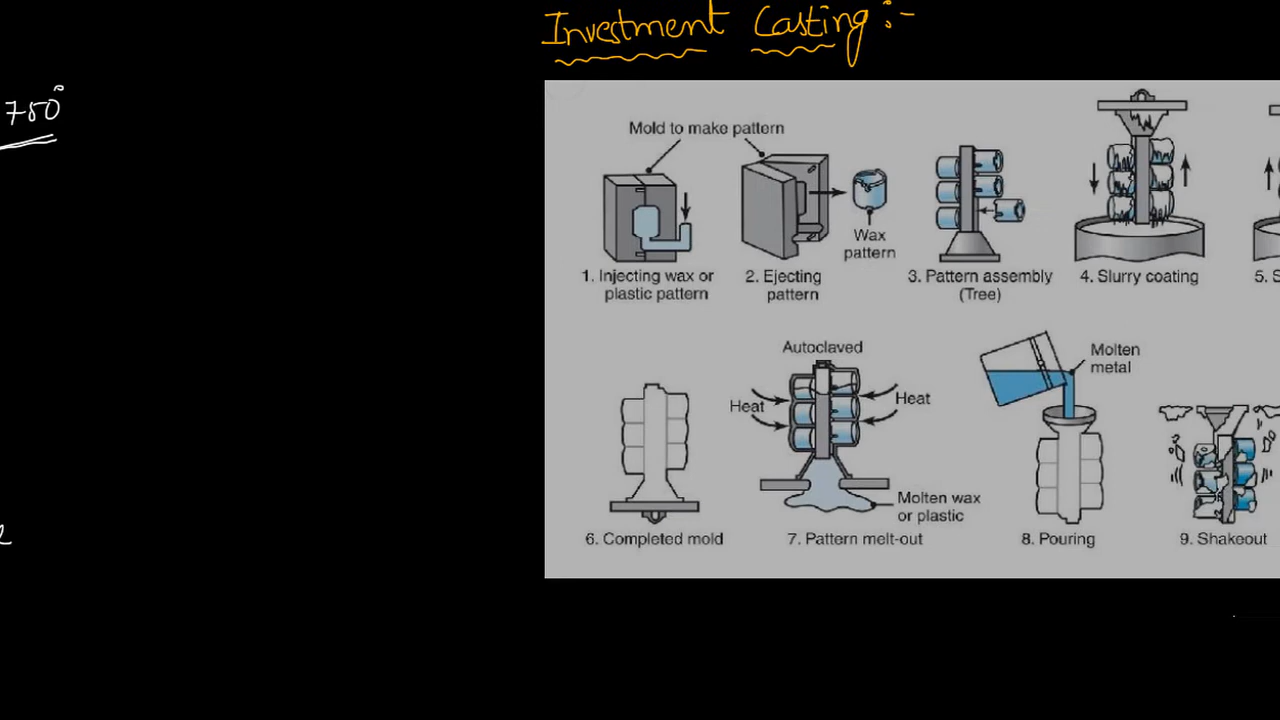 Investment Casting :-
750°
Mold to make pattern
Wax
pattern
1. Injecting wax or
plastic pattern
2. Ejecting
pattern
3. Pattern assembly
(Tree)
4. Slurry coating
5. S
Autoclaved
Heat
Heat
Molten wax
or plastic
Molten
metal
6. Completed mold
7. Pattern melt-out
8. Pouring
9. Shakeout